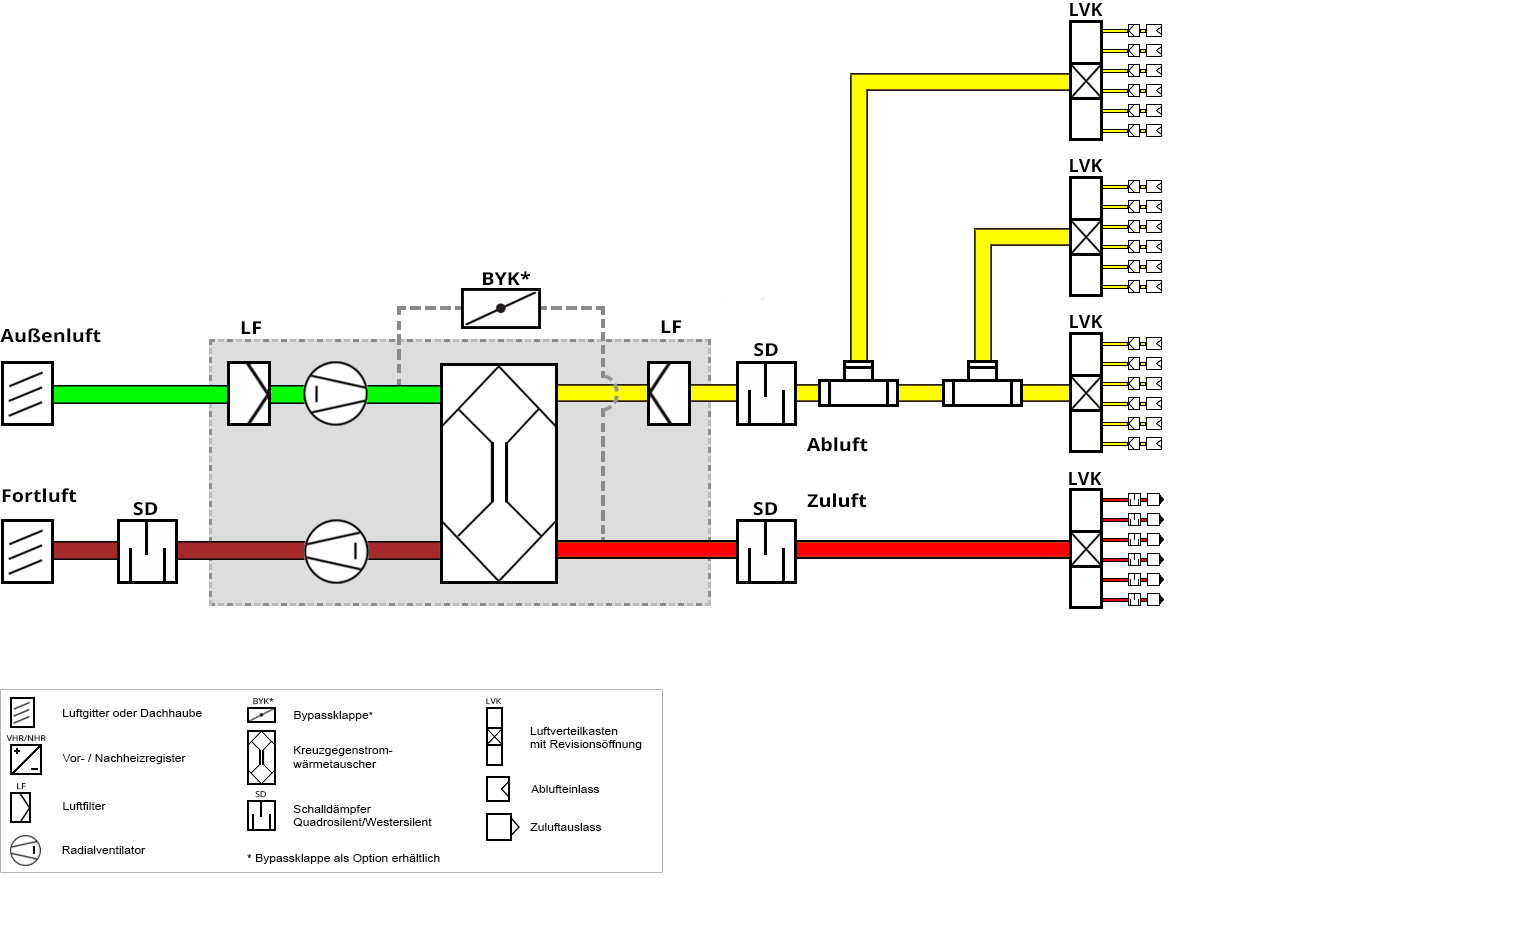 LVK
LVK
BYK*
LVK
Außenluft
LF
LF
SD
Abluft
LVK
Fortluft
SD
SD
Zuluft
Luftgitter oder Dachhaube
VHR/NHR
Vor- / Nachheizregister
LF
Luftfilter
Radialventilator
BYK*
Bypassklappe*
Kreuzgegenstrom-
wärmetauscher
SD
Schalldämpfer
Quadrosilent/Westersilent
* Bypassklappe als Option erhältlich
LVK
Luftverteilkasten
mit Revisionsöffnung
Ablufteinlass
Zuluftauslass